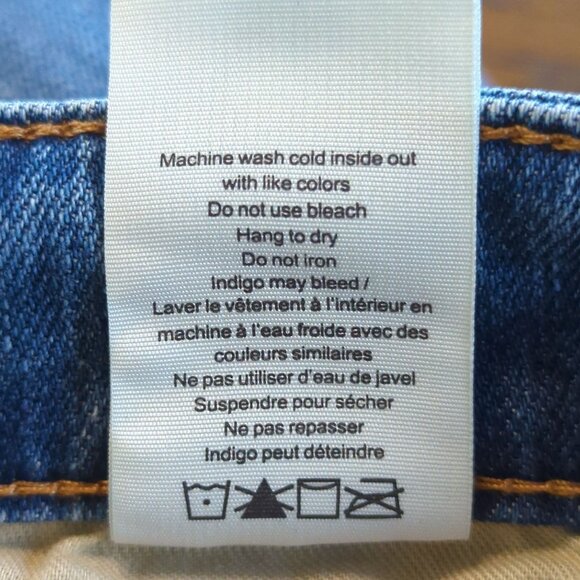 Machine wash cold inside out
with like colors
Do not use bleach
Hang to dry
Do not iron
Indigo may bleed /
Laver le vêtement à l'intérieur en
machine à l'eau froide avec des
couleurs similaires
Ne pas utiliser d'eau de javel
Suspendre pour sécher
Ne pas repasser
Indigo peut déteindre